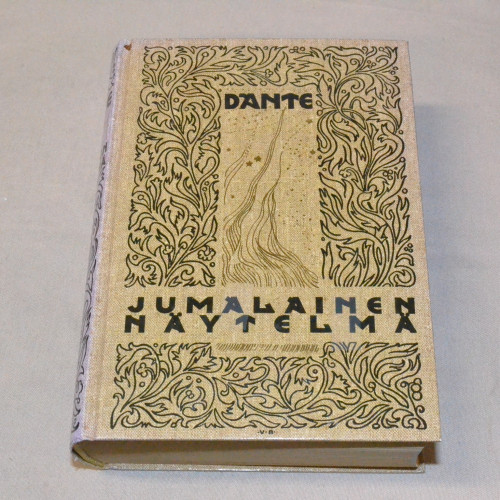 DANTE
JUMALAINEN
NÄYTELMÄ
V·B·